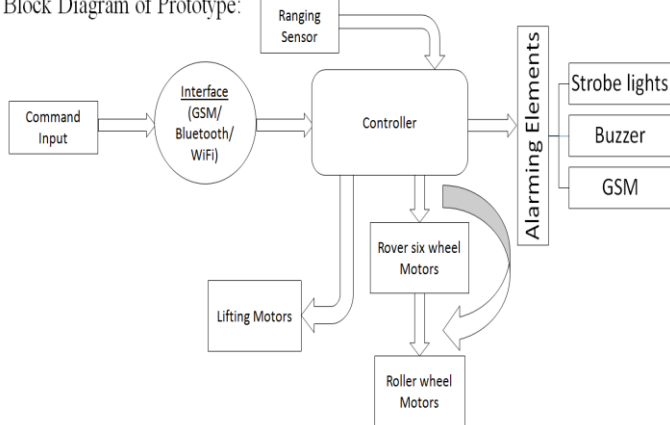 Block Diagram of Prototype:
Ranging
Sensor
Command
Input
Interface
(GSM/
Bluetooth/
WiFi)
Controller
Alarming Elements
Strobe lights
Buzzer
GSM
Rover six wheel
Motors
Lifting Motors
Roller wheel
Motors